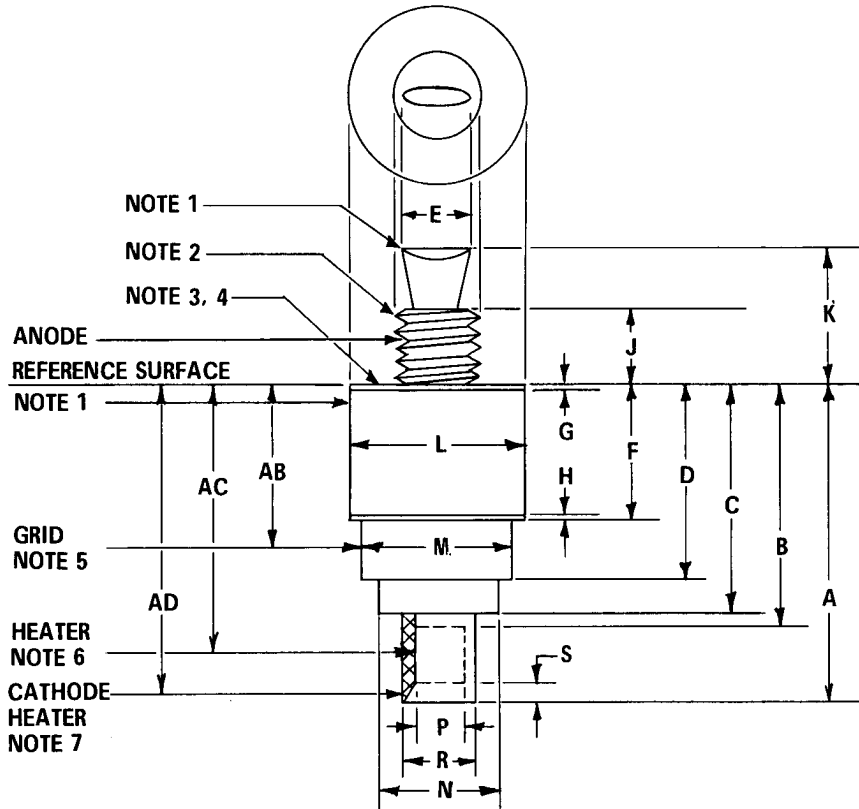 E
NOTE 1
NOTE 2
NOTE 3, 4
K
ANODE
J
REFERENCE SURFACE
NOTE 1
G
L
F
AB
D
H
C
AC
B
GRID
NOTE 5
M
A
AD
HEATER
NOTE 6
S
CATHODE
HEATER
NOTE 7
P
R
N